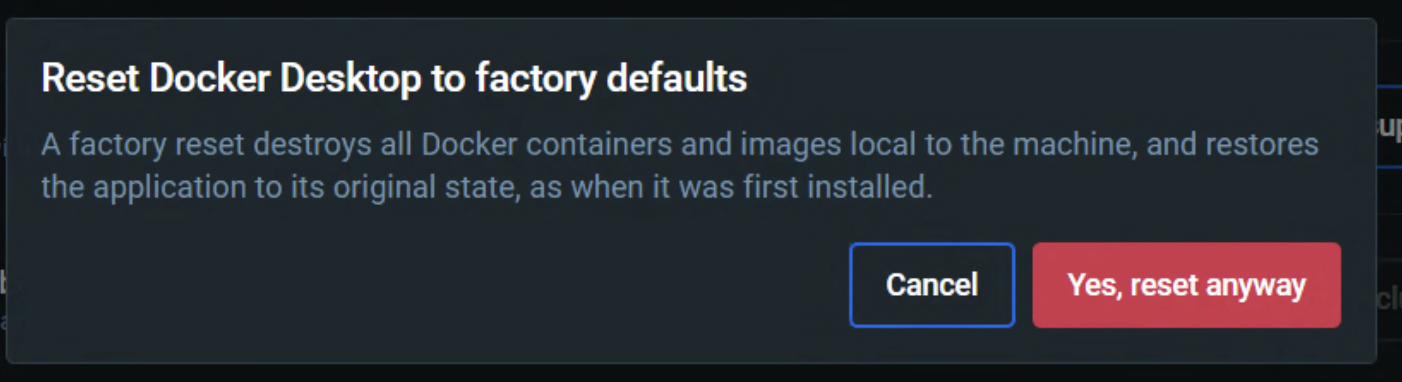 Reset Docker Desktop to factory defaults
A factory reset destroys all Docker containers and images local to the machine, and restores
the application to its original state, as when it was first installed.
Cancel
Yes, reset anyway